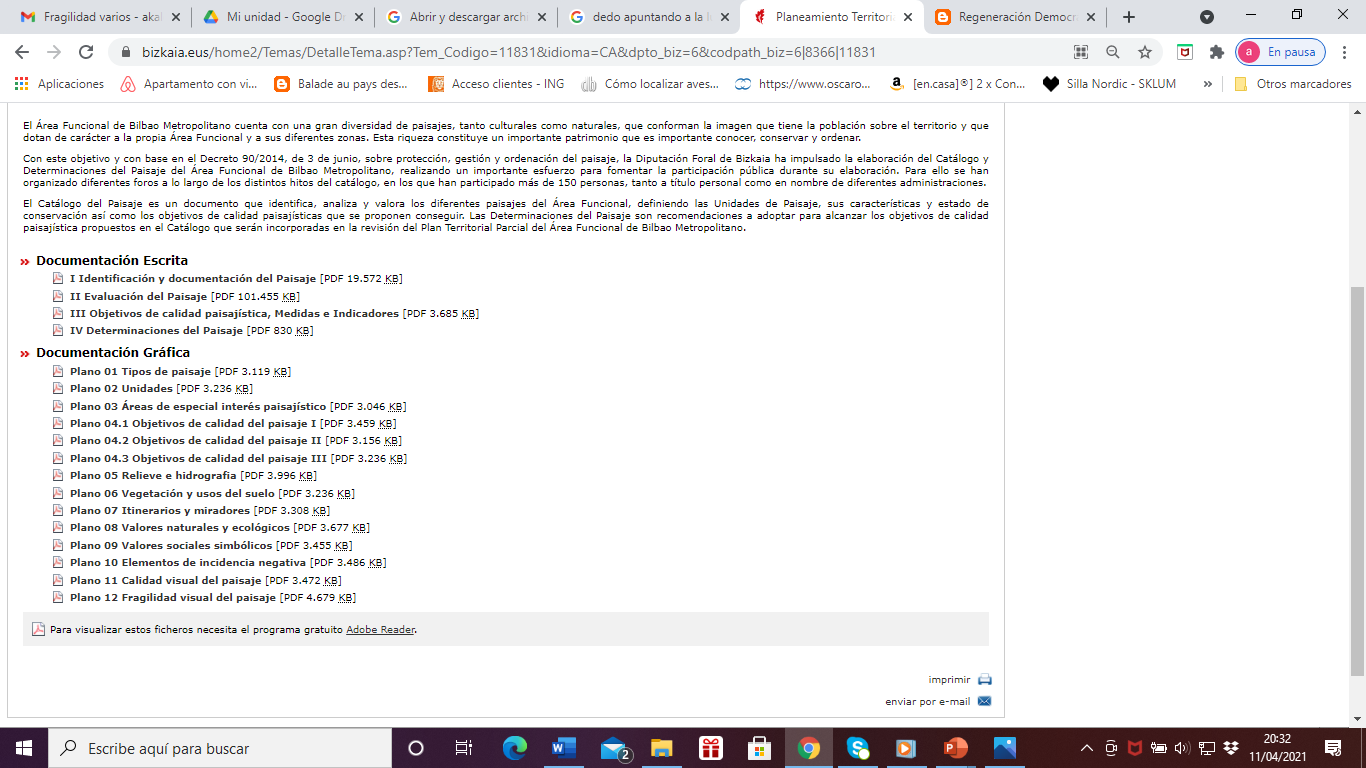 Fragilidad varios - aka
Mi unidad - Google D
Abrir y descargar archi
dedo apuntando a la l
Planeamiento Territori
Regeneración Democr
bizkaia.eus/home2/Temas/DetalleTema.asp?Tem_Codigo=11831&idioma=CA&dpto_biz=6&codpath_biz=6|8366|11831
a En pausa
Aplicaciones
Apartamento con vi...
Balade au pays des...
Acceso clientes - ING
Cómo localizar aves...
https://www.oscaro...
[en.casa]®] 2 x Con...
Silla Nordic - SKLUM
»
Otros marcadores
El Área Funcional de Bilbao Metropolitano cuenta con una gran diversidad de paisajes, tanto culturales como naturales, que conforman la imagen que tiene la población sobre el territorio y que
dotan de carácter a la propia Área Funcional y a sus diferentes zonas. Esta riqueza constituye un importante patrimonio que es importante conocer, conservar y ordenar.
Con este objetivo y con base en el Decreto 90/2014, de 3 de junio, sobre protección, gestión y ordenación del paisaje, la Diputación Foral de Bizkaia ha impulsado la elaboración del Catálogo y
Determinaciones del Paisaje del Área Funcional de Bilbao Metropolitano, realizando un importante esfuerzo para fomentar la participación pública durante su elaboración. Para ello se han
organizado diferentes foros a lo largo de los distintos hitos del catálogo, en los que han participado más de 150 personas, tanto a título personal como en nombre de diferentes administraciones.
El Catálogo del Paisaje es un documento que identifica, analiza y valora los diferentes paisajes del Área Funcional, definiendo las Unidades de Paisaje, sus características y estado de
conservación así como los objetivos de calidad paisajísticas que se proponen conseguir. Las Determinaciones del Paisaje son recomendaciones a adoptar para alcanzar los objetivos de calidad
paisajística propuestos en el Catálogo que serán incorporadas en la revisión del Plan Territorial Parcial del Área Funcional de Bilbao Metropolitano.
» Documentación Escrita
I Identificación y documentación del Paisaje [PDF 19.572 KB]
II Evaluación del Paisaje [PDF 101.455 KB]
III Objetivos de calidad paisajística, Medidas e Indicadores [PDF 3.685 KB]
IV Determinaciones del Paisaje [PDF 830 KB]
» Documentación Gráfica
Plano 01 Tipos de paisaje [PDF 3.119 KB]
Plano 02 Unidades [PDF 3.236 KB]
Plano 03 Áreas de especial interés paisajístico [PDF 3.046 KB]
Plano 04.1 Objetivos de calidad del paisaje I [PDF 3.459 KB]
Plano 04.2 Objetivos de calidad del paisaje II [PDF 3.156 KB]
Plano 04.3 Objetivos de calidad del paisaje III [PDF 3.236 KB]
Plano 05 Relieve e hidrografia [PDF 3.996 KB]
Plano 06 Vegetación y usos del suelo [PDF 3.236 KB]
Plano 07 Itinerarios y miradores [PDF 3.308 KB]
Plano 08 Valores naturales y ecológicos [PDF 3.677 KB]
Plano 09 Valores sociales simbólicos [PDF 3.455 KB]
Plano 10 Elementos de incidencia negativa [PDF 3.486 KB]
Plano 11 Calidad visual del paisaje [PDF 3.472 KB]
Plano 12 Fragilidad visual del paisaje [PDF 4.679 KB]
Para visualizar estos ficheros necesita el programa gratuito Adobe Reader.
imprimir
enviar por e-mail
Escribe aquí para buscar
2
20:32
11/04/2021